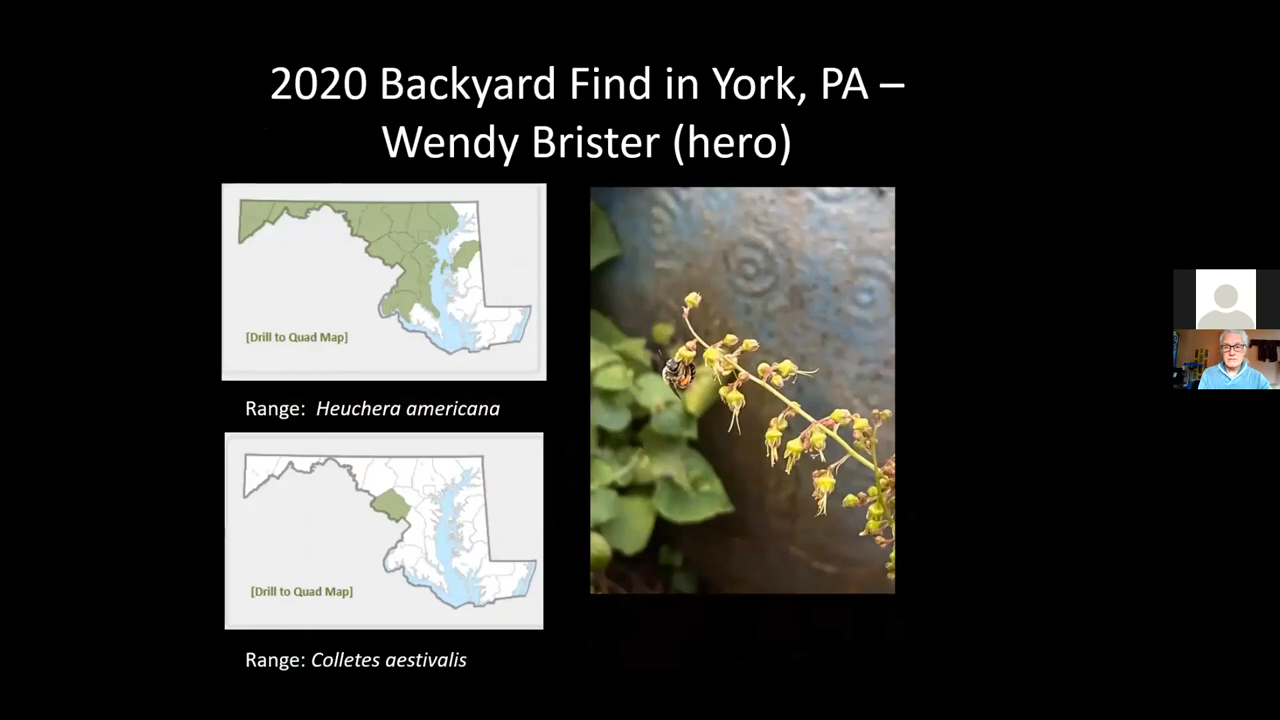 2020 Backyard Find in York, PA –
Wendy Brister (hero)
[Drill to Quad Map]
Range: Heuchera americana
[Drill to Quad Map]
Range: Colletes aestivalis